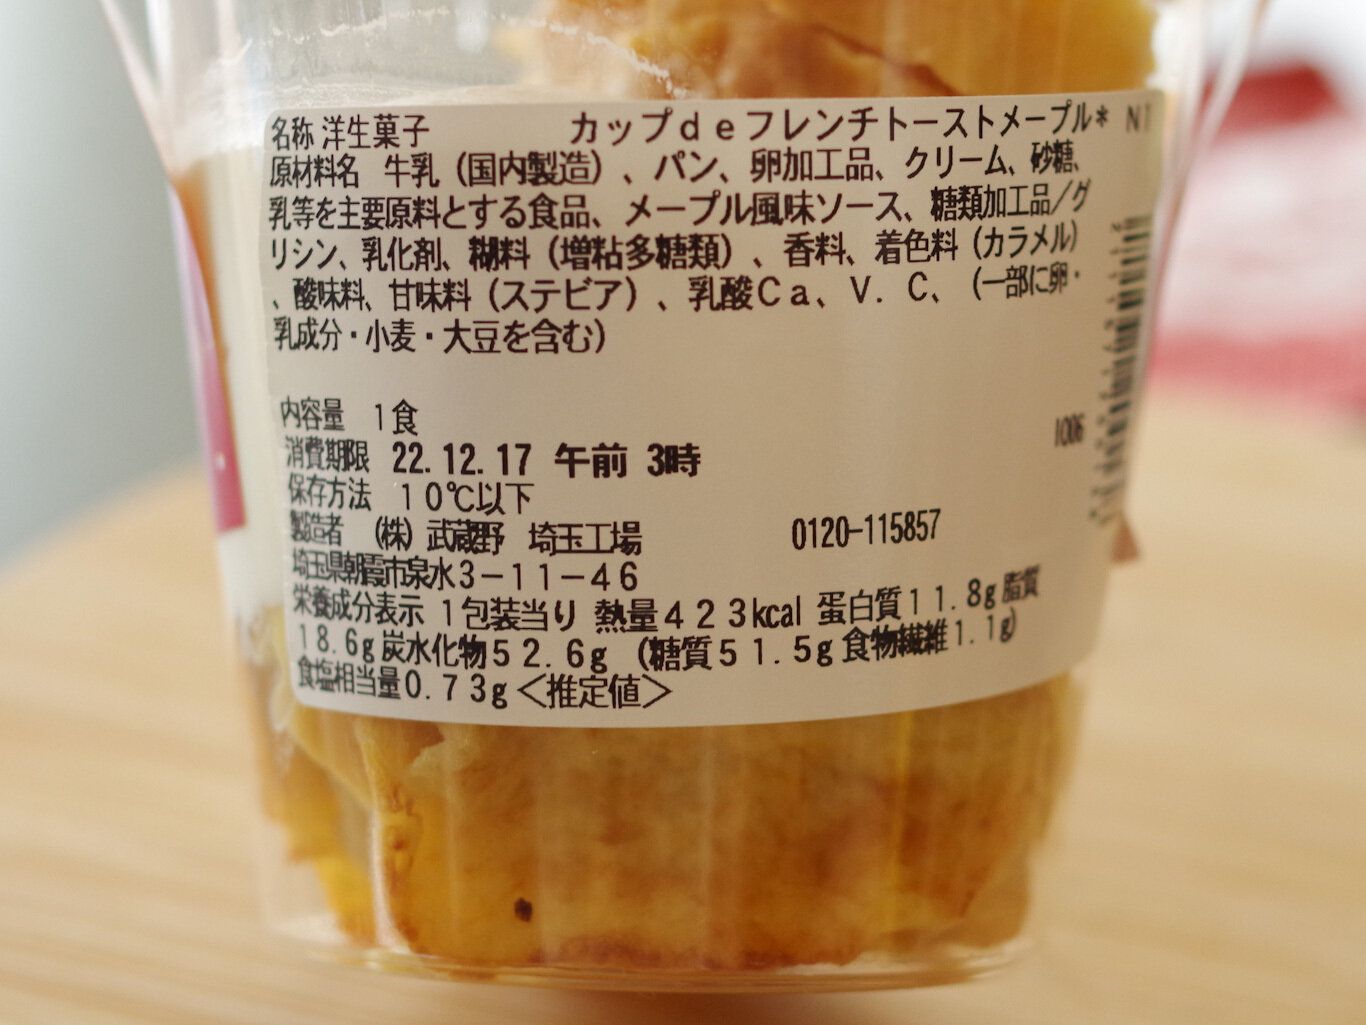 名称 洋生菓子 カップdeフレンチトーストメープル* NT
原材料名 牛乳(国内製造)、パン、卵加工品、クリーム、砂糖、
乳等を主要原料とする食品、メープル風味ソース、糖類加工品/グ
リシン、乳化剤、糊料(増粘多糖類)、香料、着色料(カラメル)
、酸味料、甘味料(ステビア)、乳酸Ca、V.C、(一部に卵・
乳成分・小麦・大豆を含む)
内容量 1食
1006
消費期限 22.12.17 午前 3時
保存方法 10℃以下
製造者 (株)武蔵野 埼玉工場 0120-115857
埼玉県朝霞市泉水3-11-46
栄養成分表示 1包装当り 熱量423kcal 蛋白質11.8g 脂質
18.6g 炭水化物52.6g (糖質51.5g 食物繊維1.1g)
食塩相当量0.73g<推定値>